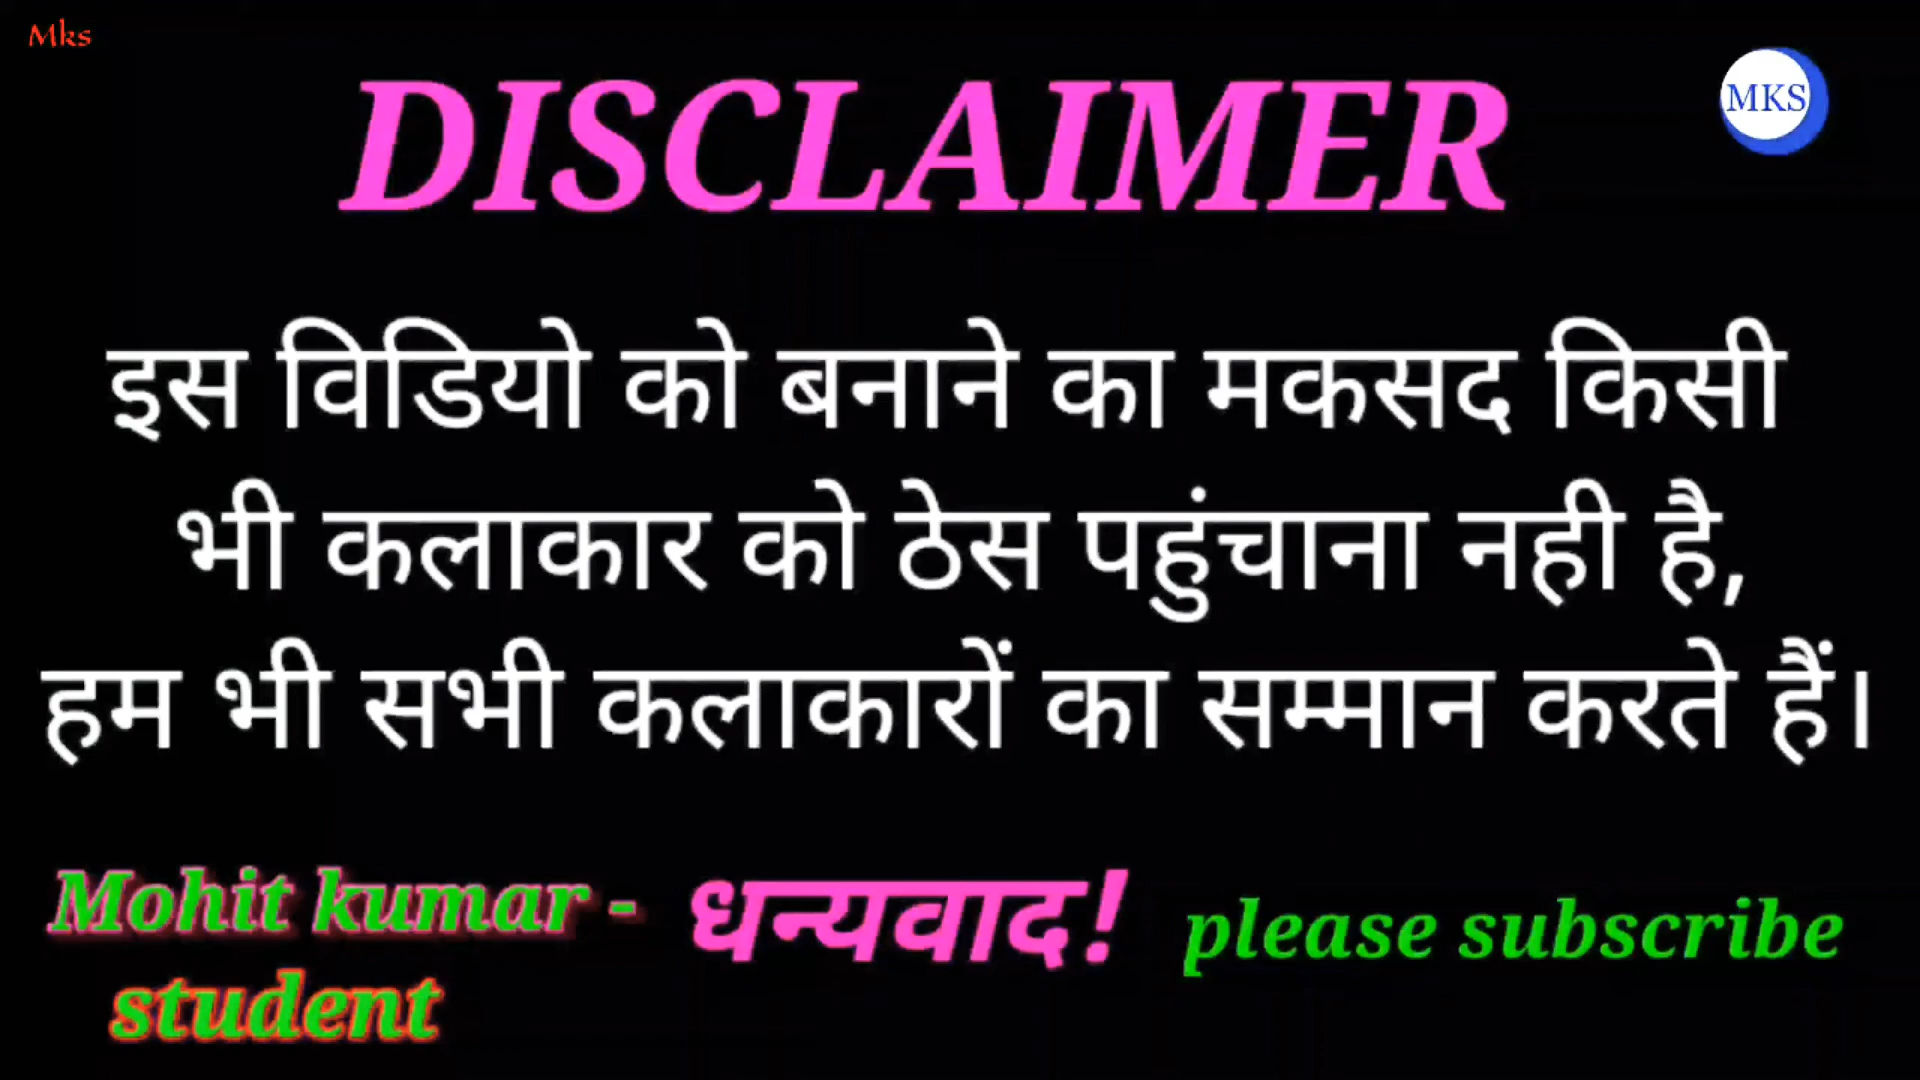 Mks
MKS
DISCLAIMER
इस विडियो को बनाने का मकसद किसी
भी कलाकार को ठेस पहुंचाना नही है,
हम भी सभी कलाकारों का सम्मान करते हैं।
Mohit kumar -
student
धन्यवाद!
please subscribe